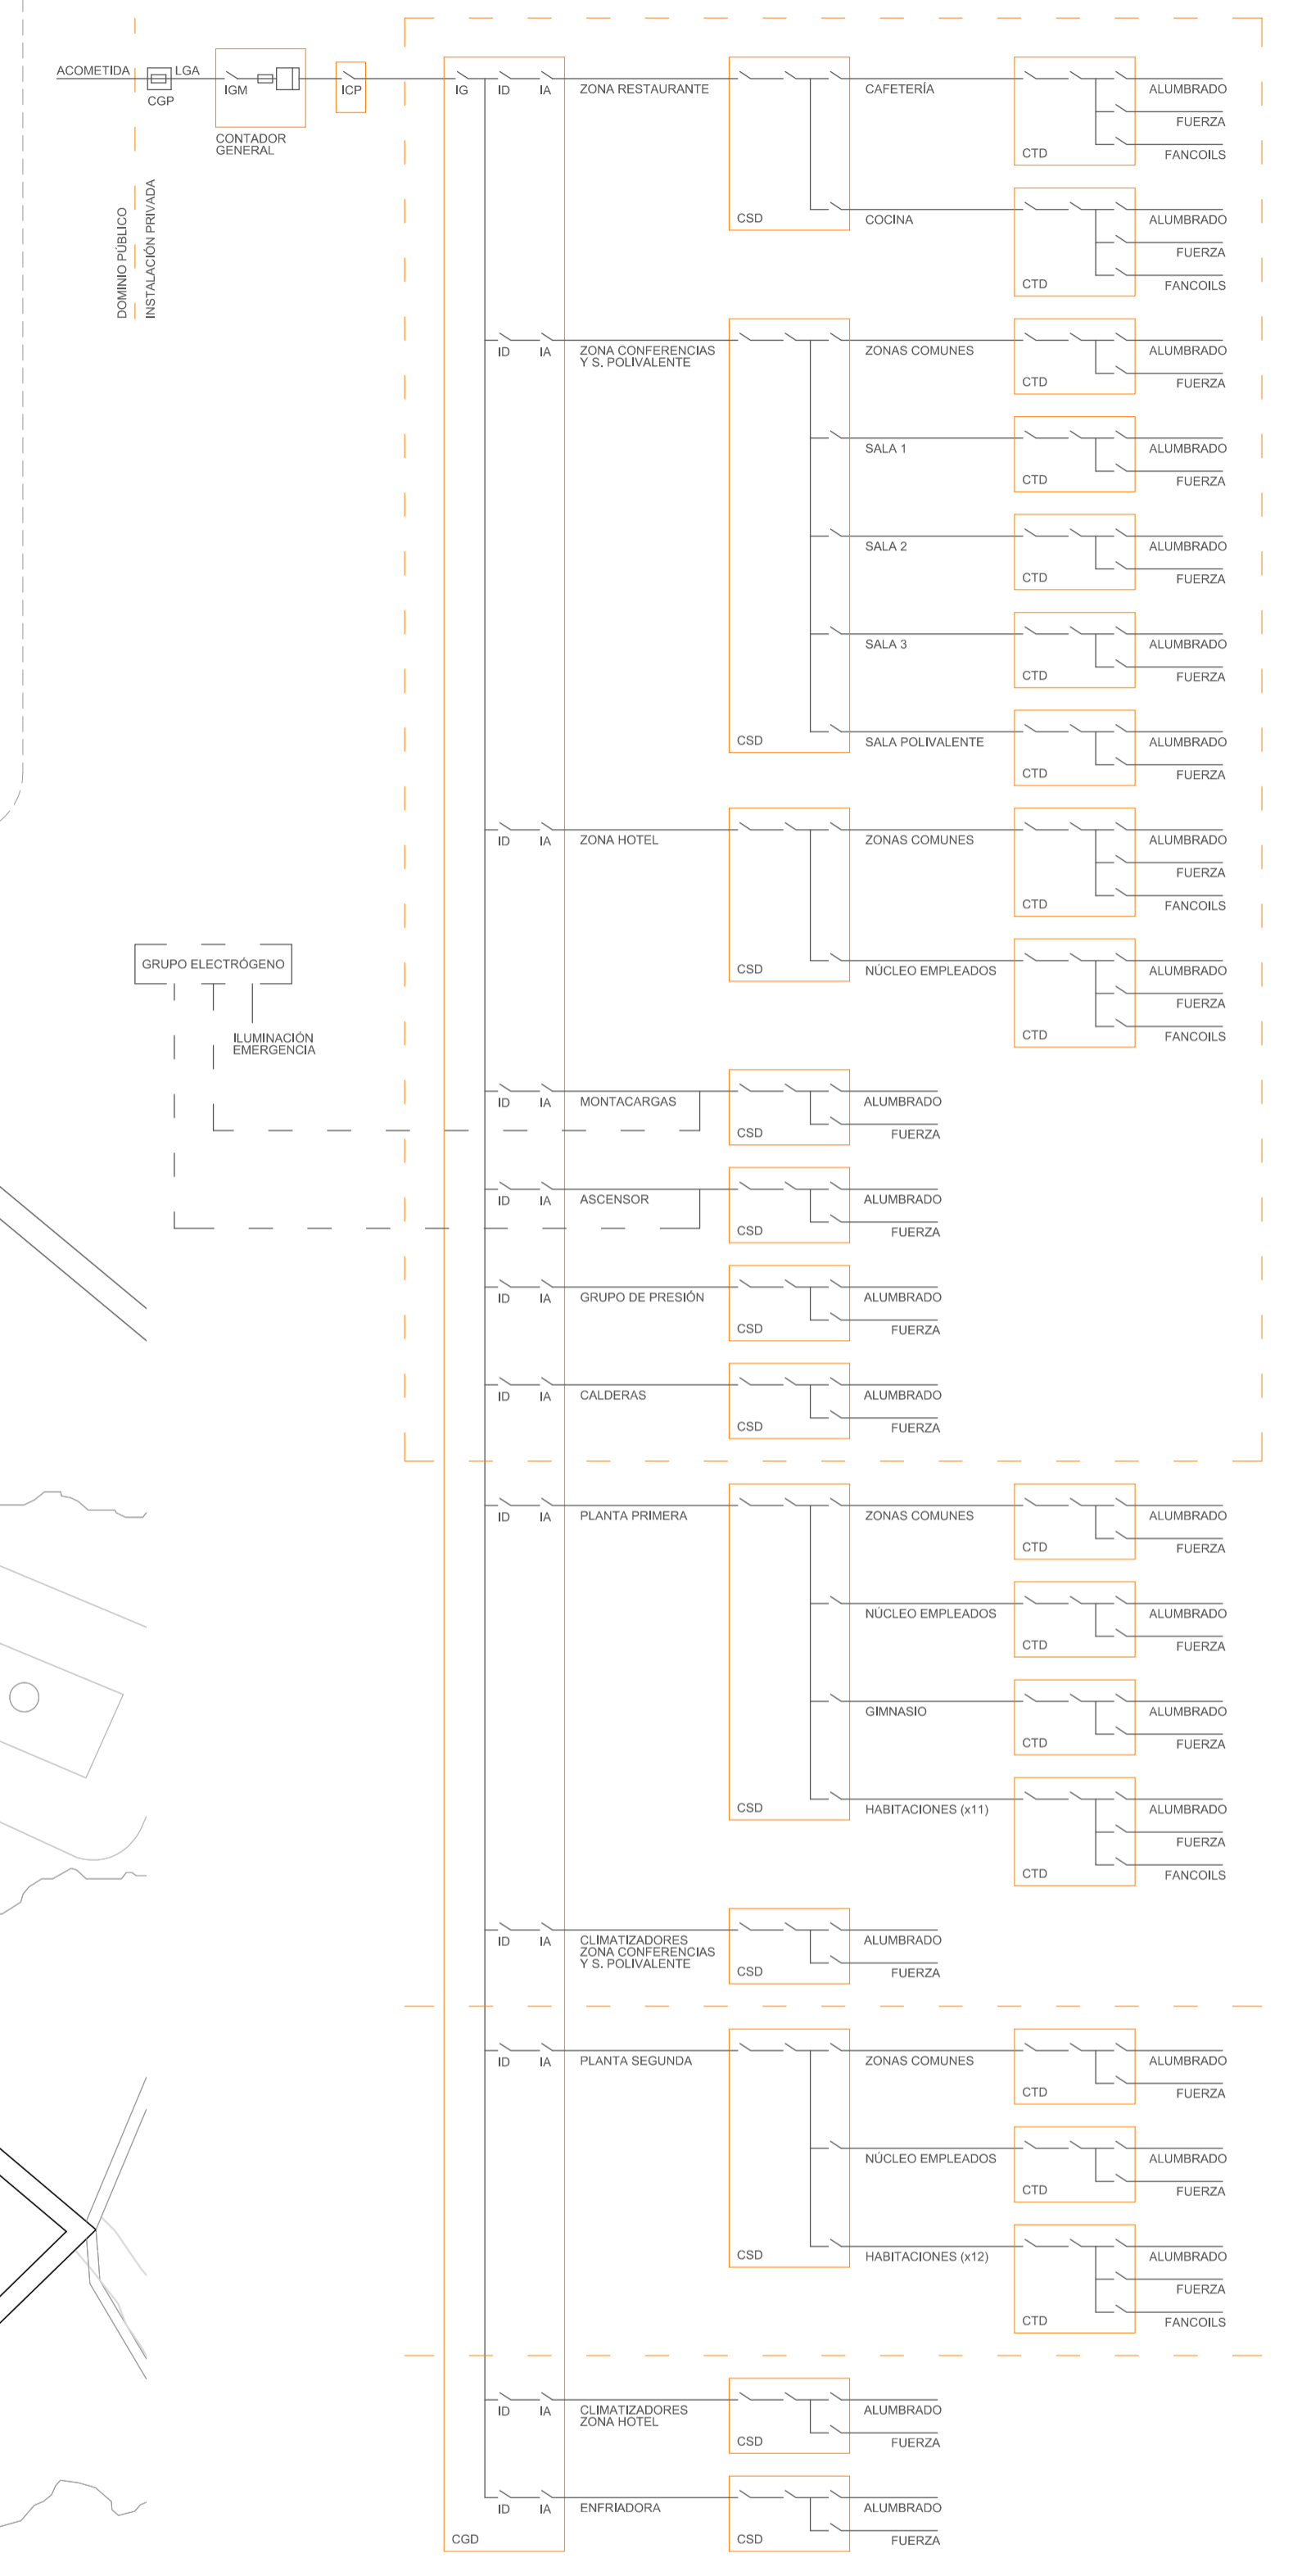 ACOMETIDA
LGA
CGP
IGM
CONTADOR
GENERAL
ICP
DOMINIO PÚBLICO
INSTALACIÓN PRIVADA
IG
ID
IA
ZONA RESTAURANTE
CSD
CAFETERÍA
CTD
ALUMBRADO
FUERZA
FANCOILS
COCINA
CTD
ALUMBRADO
FUERZA
FANCOILS
ID
IA
ZONA CONFERENCIAS
Y S. POLIVALENTE
CSD
ZONAS COMUNES
CTD
ALUMBRADO
FUERZA
SALA 1
CTD
ALUMBRADO
FUERZA
SALA 2
CTD
ALUMBRADO
FUERZA
SALA 3
CTD
ALUMBRADO
FUERZA
SALA POLIVALENTE
CTD
ALUMBRADO
FUERZA
ID
IA
ZONA HOTEL
CSD
ZONAS COMUNES
CTD
ALUMBRADO
FUERZA
FANCOILS
NÚCLEO EMPLEADOS
CTD
ALUMBRADO
FUERZA
FANCOILS
GRUPO ELECTRÓGENO
ILUMINACIÓN
EMERGENCIA
ID
IA
MONTACARGAS
CSD
ALUMBRADO
FUERZA
ID
IA
ASCENSOR
CSD
ALUMBRADO
FUERZA
ID
IA
GRUPO DE PRESIÓN
CSD
ALUMBRADO
FUERZA
ID
IA
CALDERAS
CSD
ALUMBRADO
FUERZA
ID
IA
PLANTA PRIMERA
CSD
ZONAS COMUNES
CTD
ALUMBRADO
FUERZA
NÚCLEO EMPLEADOS
CTD
ALUMBRADO
FUERZA
GIMNASIO
CTD
ALUMBRADO
FUERZA
HABITACIONES (x11)
CTD
ALUMBRADO
FUERZA
FANCOILS
ID
IA
CLIMATIZADORES
ZONA CONFERENCIAS
Y S. POLIVALENTE
CSD
ALUMBRADO
FUERZA
ID
IA
PLANTA SEGUNDA
CSD
ZONAS COMUNES
CTD
ALUMBRADO
FUERZA
NÚCLEO EMPLEADOS
CTD
ALUMBRADO
FUERZA
HABITACIONES (x12)
CTD
ALUMBRADO
FUERZA
FANCOILS
ID
IA
CLIMATIZADORES
ZONA HOTEL
CSD
ALUMBRADO
FUERZA
ID
IA
ENFRIADORA
CSD
ALUMBRADO
FUERZA
CGD